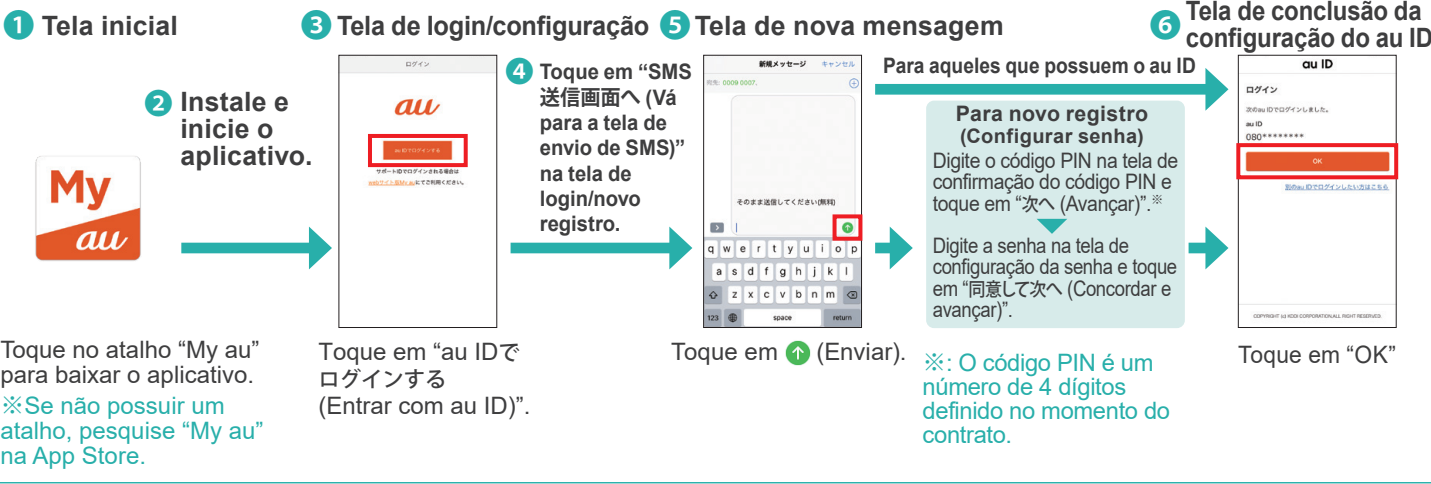 1 Tela inicial
2 Instale e
inicie o
aplicativo.
My
au
Toque no atalho “My au”
para baixar o aplicativo.
※Se não possuir um
atalho, pesquise “My au”
na App Store.
3 Tela de login/configuração
ログイン
au
au IDでログインする
サポートIDでログインされる場合は
webサイト版My auにてご利用ください。
Toque em “au IDで
ログインする
(Entrar com au ID)”.
4 Toque em “SMS
送信画面へ (Vá
para a tela de
envio de SMS)”
na tela de
login/novo
registro.
5 Tela de nova mensagem
新規メッセージ キャンセル
宛先: 0009 0007,
そのまま送信してください(無料)
q w e r t y u i o p
a s d f g h j k l
z x c v b n m
123 space return
Toque em (Enviar).
Para aqueles que possuem o au ID
Para novo registro
(Configurar senha)
Digite o código PIN na tela de
confirmação do código PIN e
toque em “次へ (Avançar)”.※
Digite a senha na tela de
configuração da senha e toque
em “同意して次へ (Concordar e
avançar)”.
※: O código PIN é um
número de 4 dígitos
definido no momento do
contrato.
6 Tela de conclusão da
configuração do au ID
au ID
ログイン
次のau IDでログインしました。
au ID
080********
OK
別のau IDでログインしたい方はこちら
COPYRIGHT (c) KDDI CORPORATION,ALL RIGHT RESERVED
Toque em “OK”